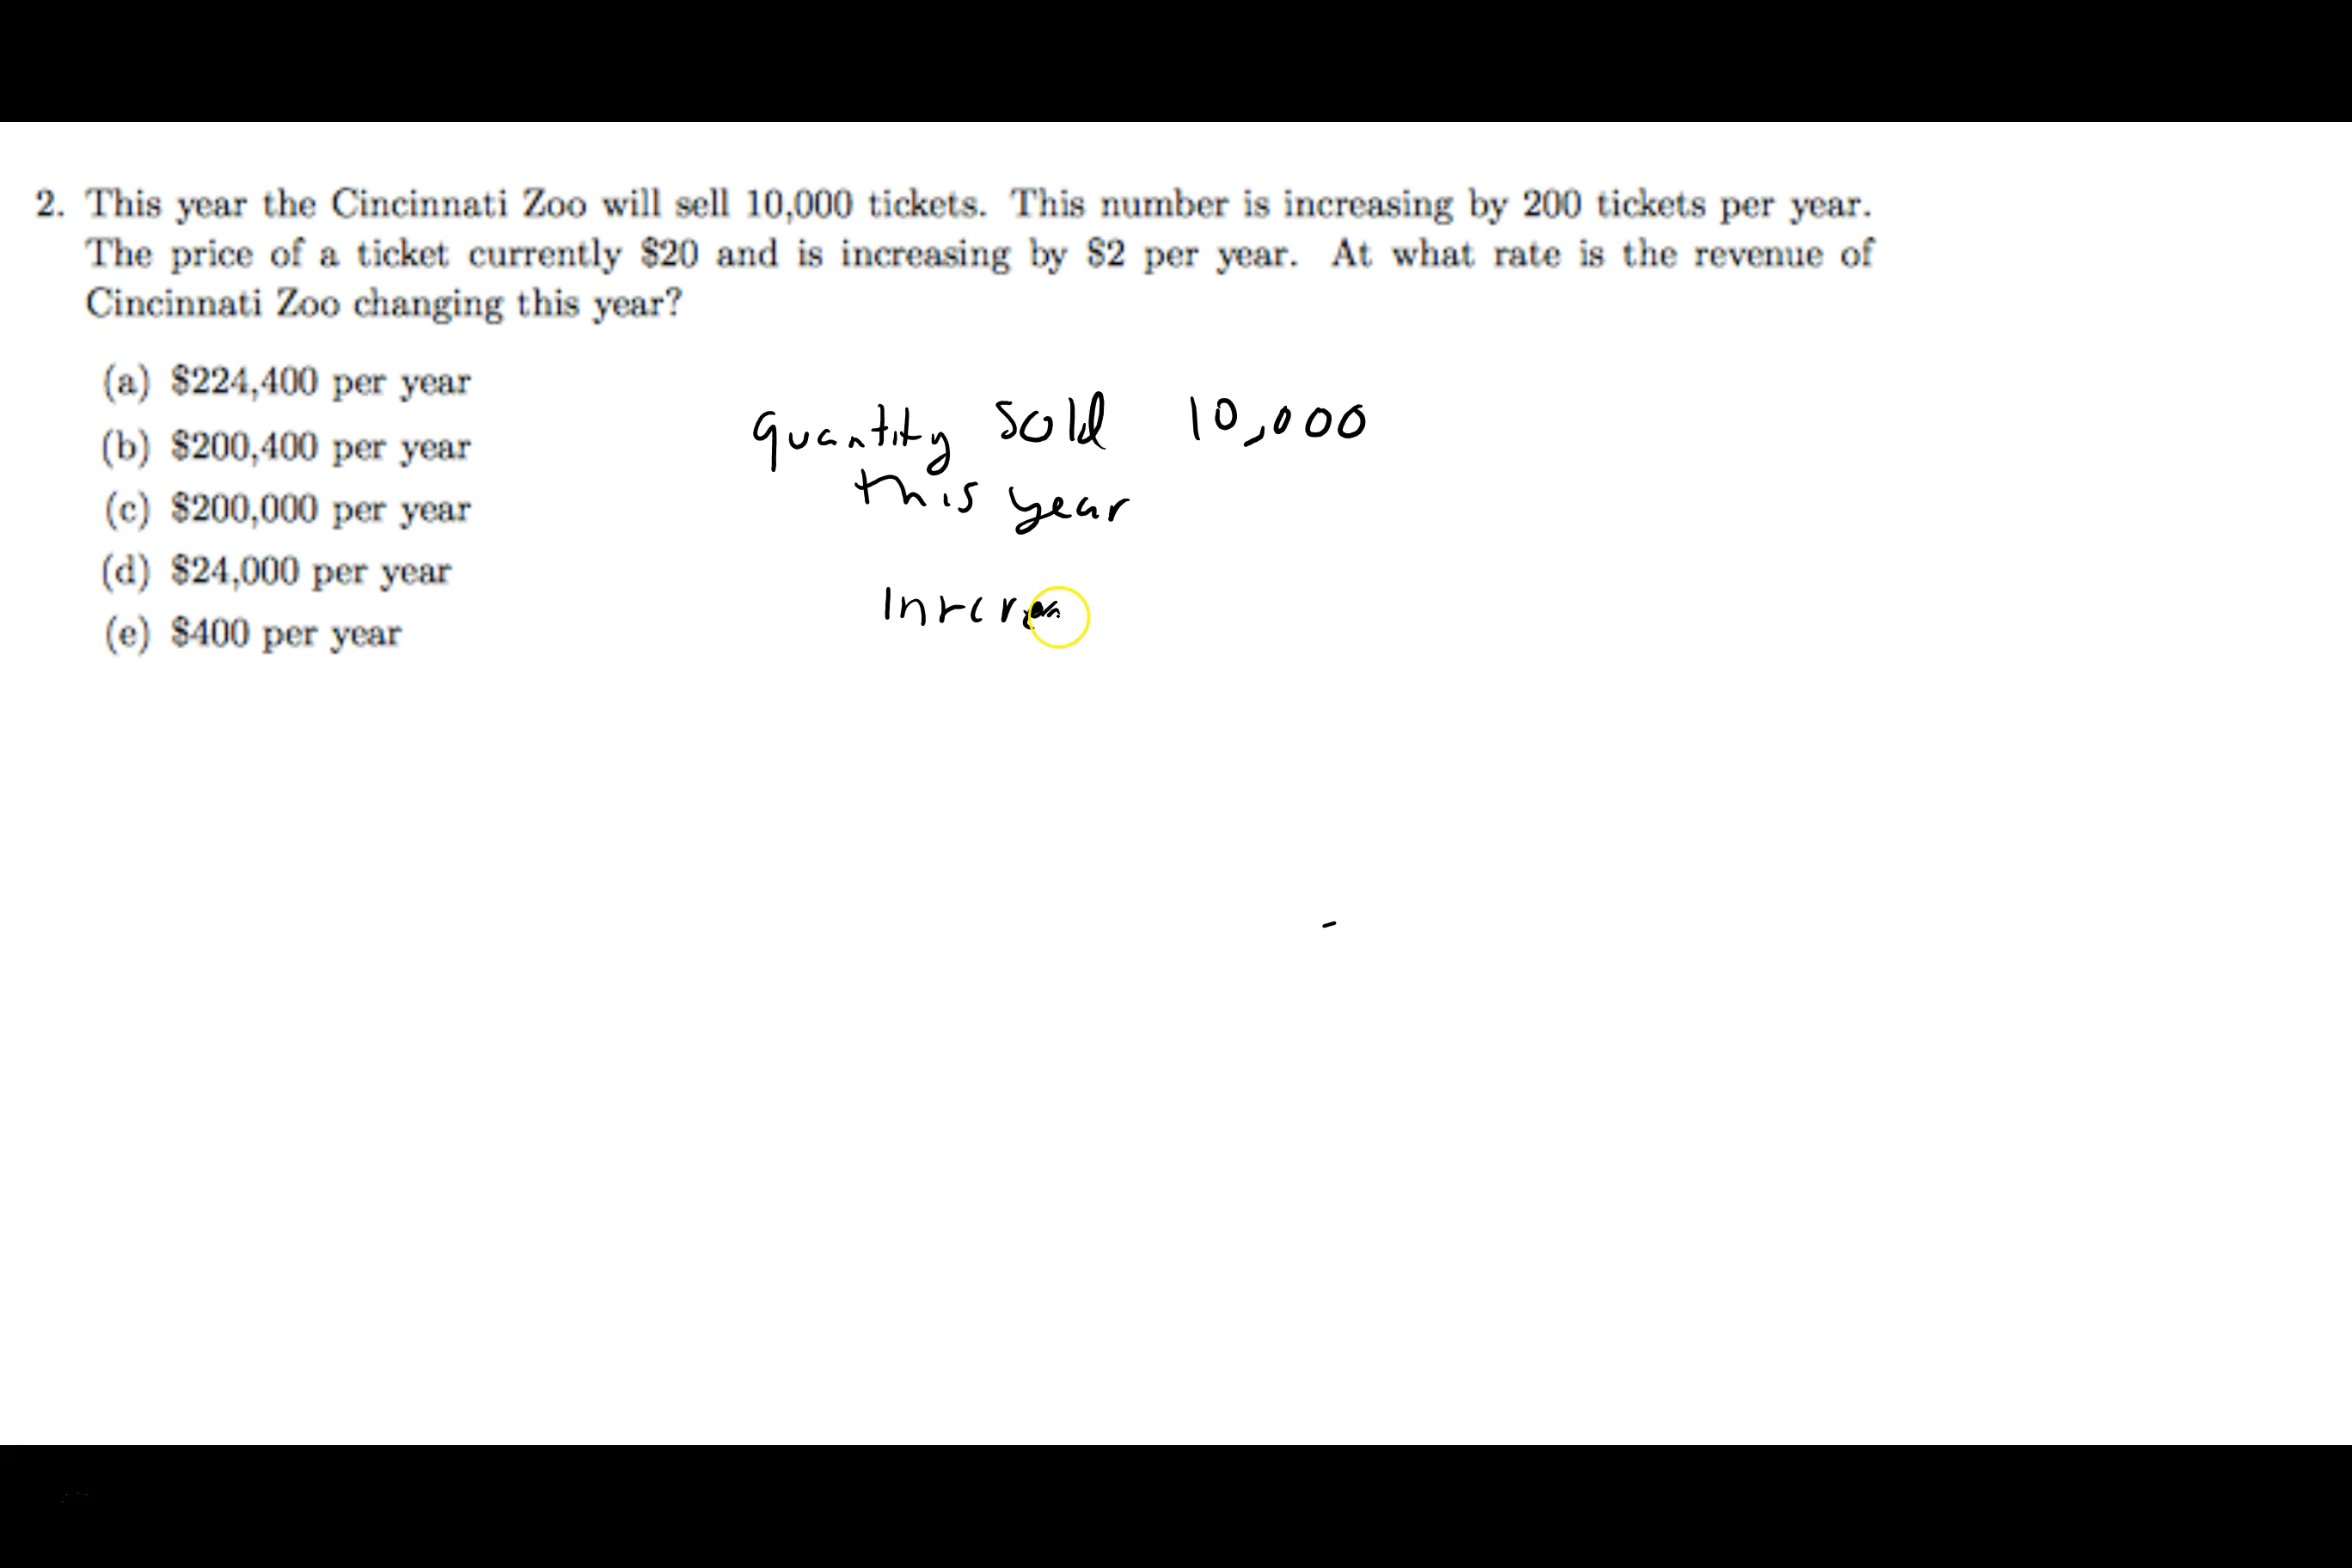 2. This year the Cincinnati Zoo will sell 10,000 tickets. This number is increasing by 200 tickets per year.
The price of a ticket currently $20 and is increasing by $2 per year. At what rate is the revenue of
Cincinnati Zoo changing this year?
(a) $224,400 per year
(b) $200,400 per year
(c) $200,000 per year
(d) $24,000 per year
(e) $400 per year
quantity sold 10,000
this year